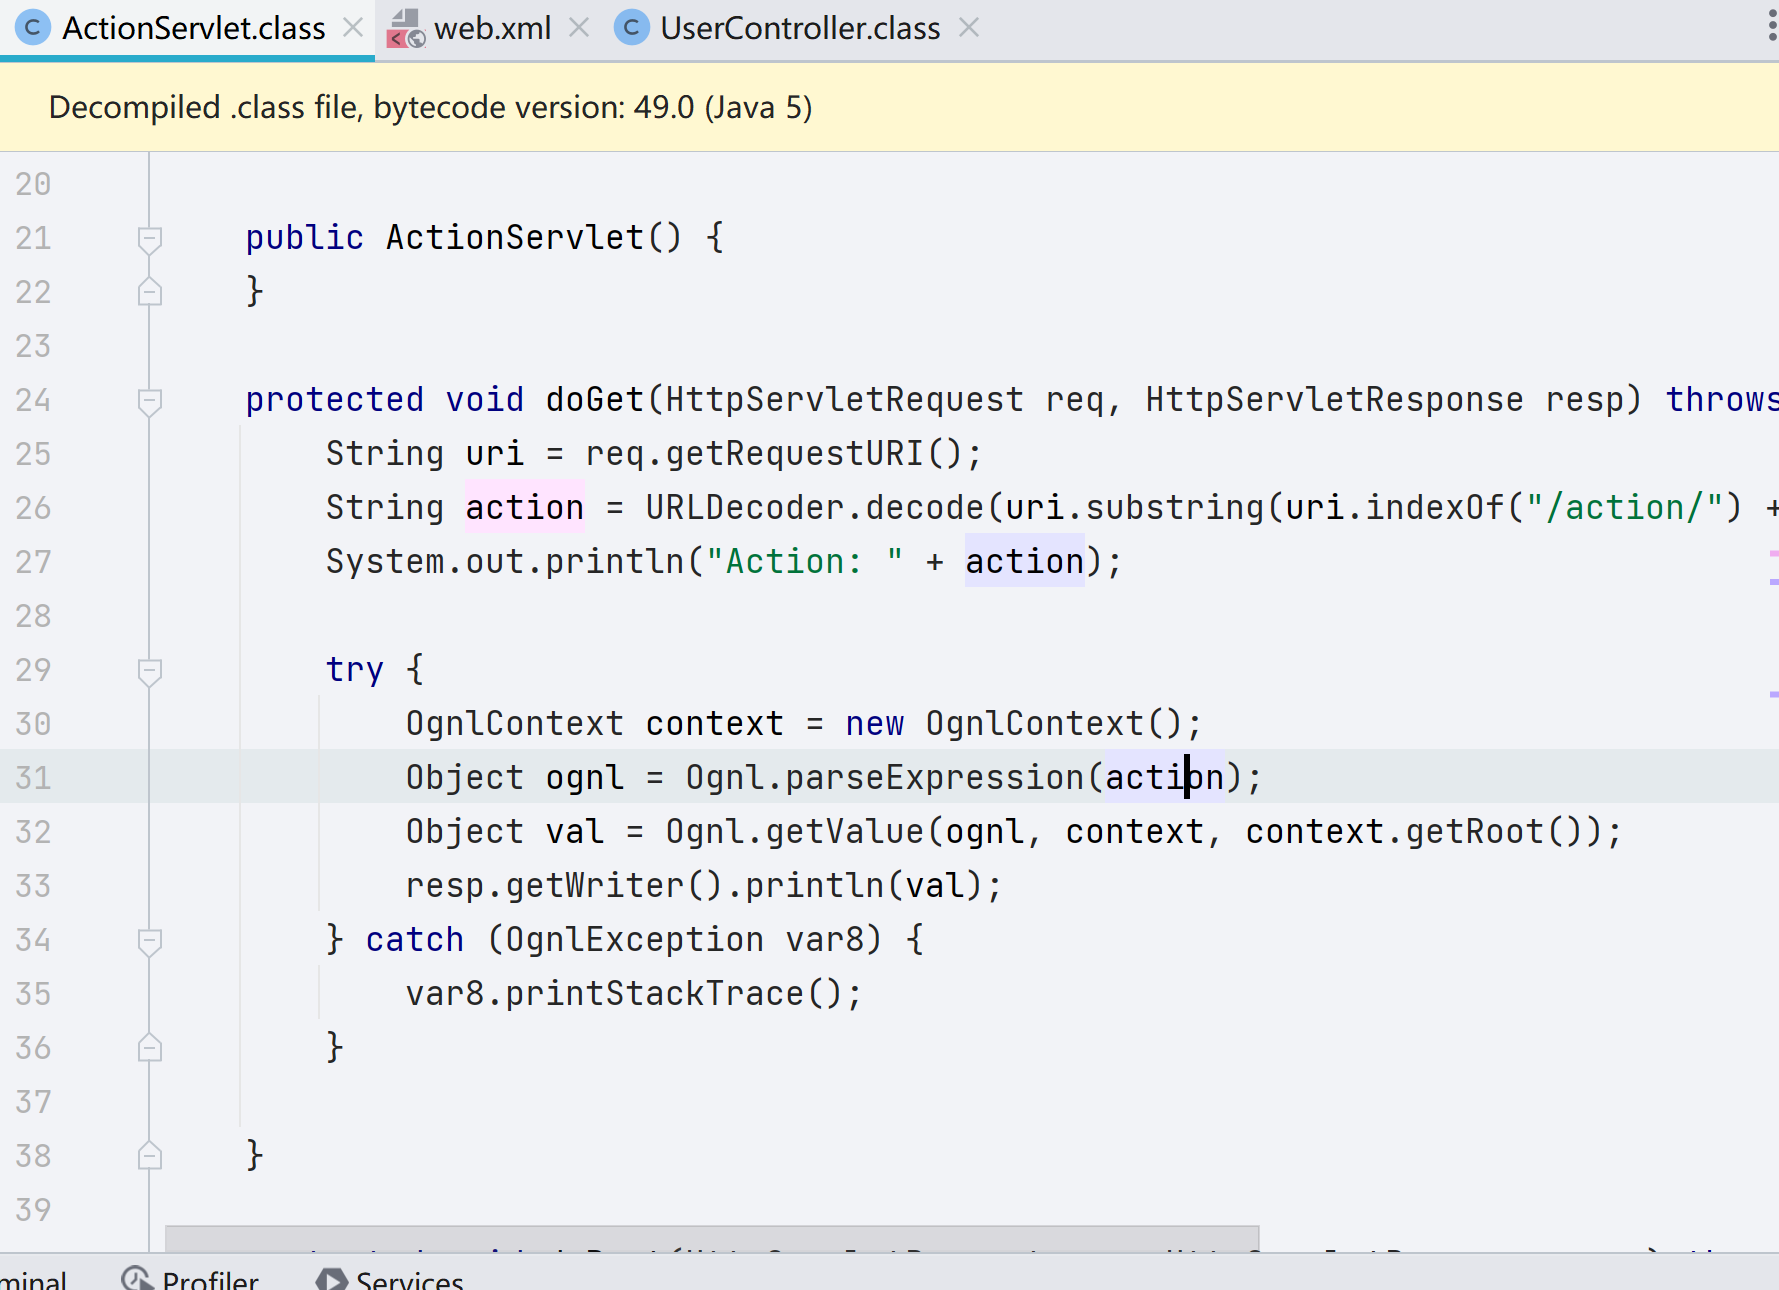 ActionServlet.class web.xml UserController.class
Decompiled .class file, bytecode version: 49.0 (Java 5)
20
21 public ActionServlet() {
22 }
23
24 protected void doGet(HttpServletRequest req, HttpServletResponse resp) throws
25 String uri = req.getRequestURI();
26 String action = URLDecoder.decode(uri.substring(uri.indexOf("/action/") +
27 System.out.println("Action: " + action);
28
29 try {
30 OgnlContext context = new OgnlContext();
31 Object ognl = Ognl.parseExpression(action);
32 Object val = Ognl.getValue(ognl, context, context.getRoot());
33 resp.getWriter().println(val);
34 } catch (OgnlException var8) {
35 var8.printStackTrace();
36 }
37
38 }
39
minal Profiler Services